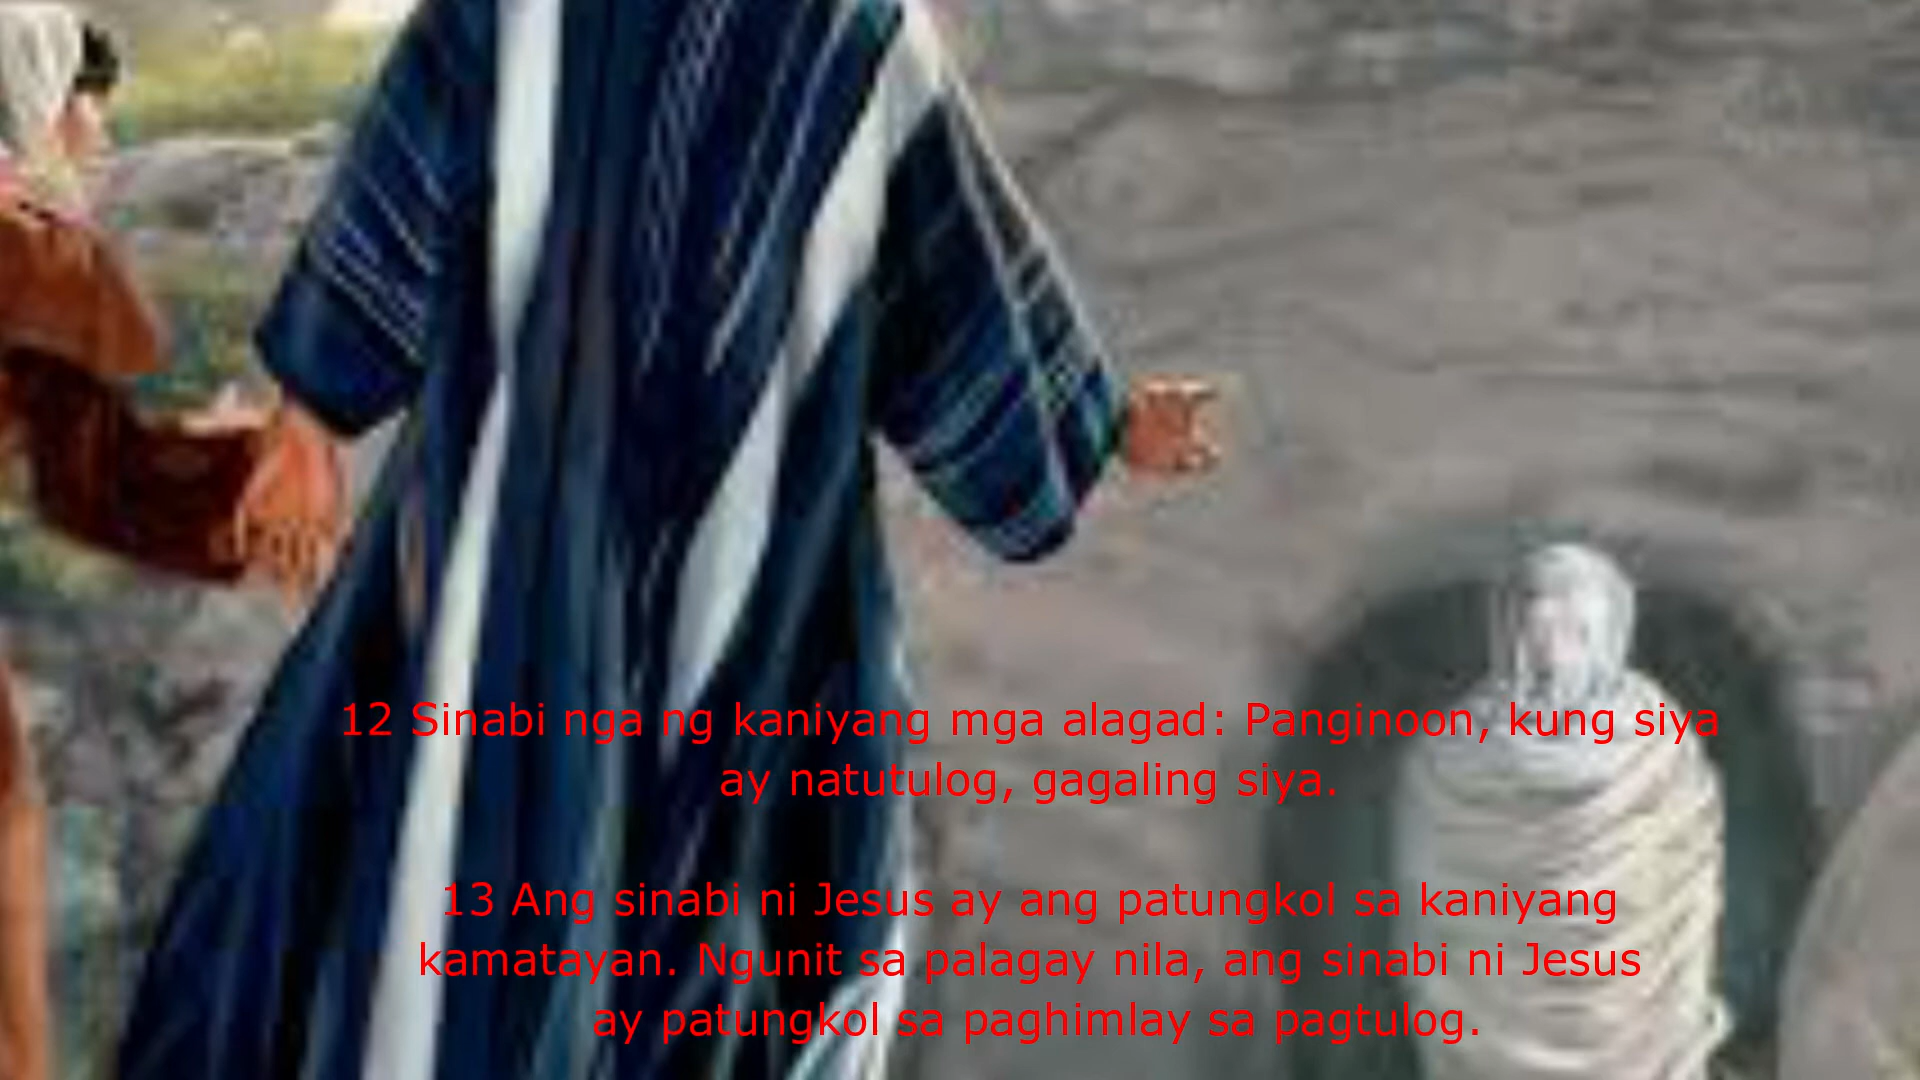 12 Sinabi nga ng kaniyang mga alagad: Panginoon, kung siya
ay natutulog, gagaling siya.
13 Ang sinabi ni Jesus ay ang patungkol sa kaniyang
kamatayan. Ngunit sa palagay nila, ang sinabi ni Jesus
ay patungkol sa paghimlay sa pagtulog.